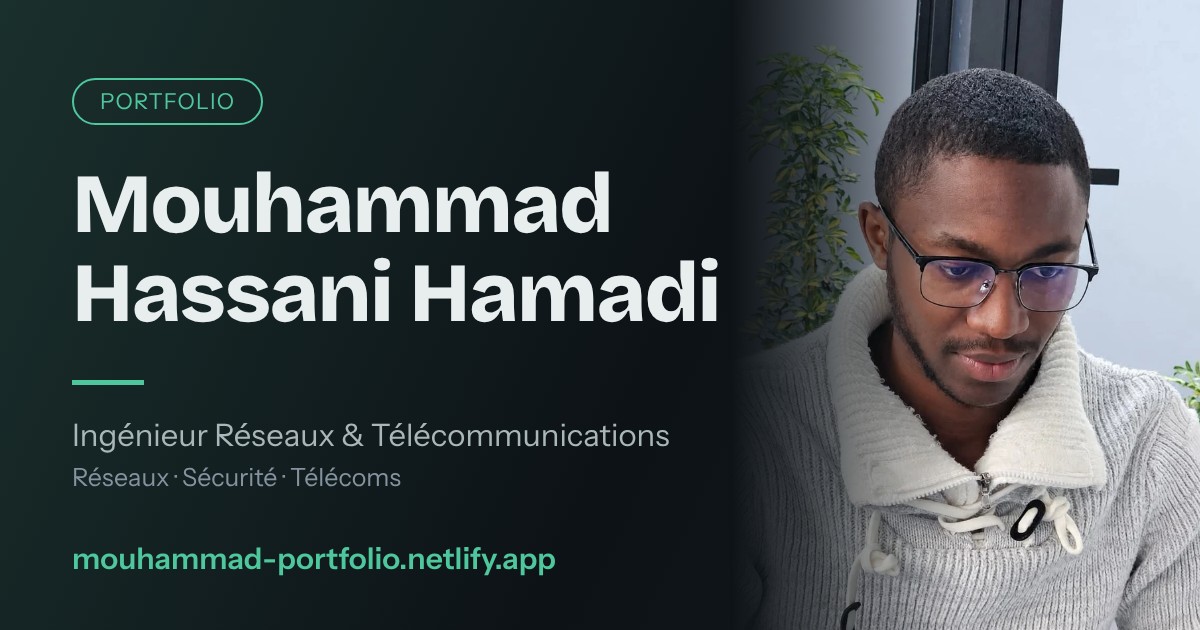 PORTFOLIO
Mouhammad
Hassani Hamadi
Ingénieur Réseaux & Télécommunications
Réseaux · Sécurité · Télécoms
mouhammad-portfolio.netlify.app